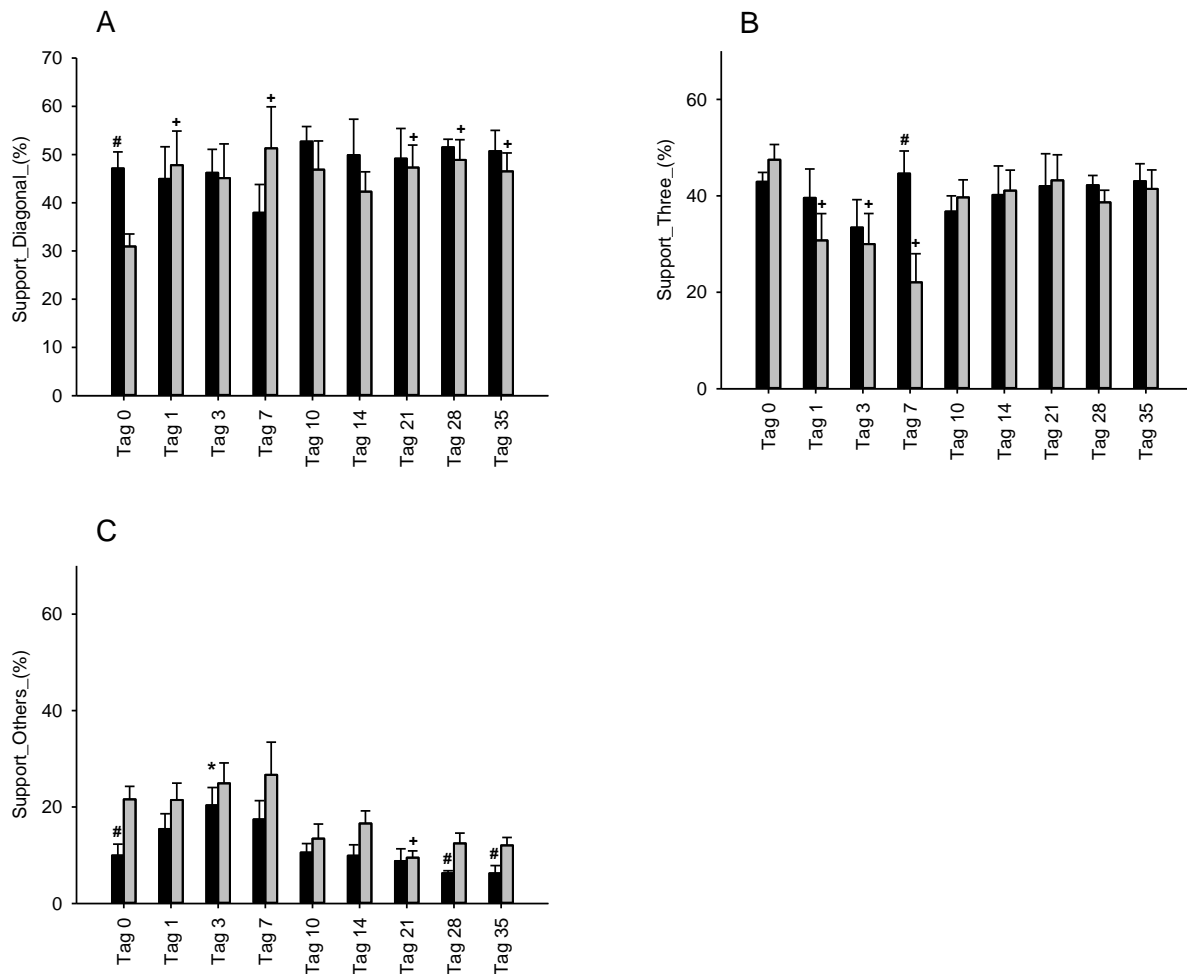 A
Support_Diagonal_(%)
70
60
50
40
30
20
10
0
# + + + + +
Tag 0 Tag 1 Tag 3 Tag 7 Tag 10 Tag 14 Tag 21 Tag 28 Tag 35
B
Support_Three_(%)
60
40
20
0
+ + # +
Tag 0 Tag 1 Tag 3 Tag 7 Tag 10 Tag 14 Tag 21 Tag 28 Tag 35
C
Support_Others_(%)
60
40
20
0
# * + # #
Tag 0 Tag 1 Tag 3 Tag 7 Tag 10 Tag 14 Tag 21 Tag 28 Tag 35